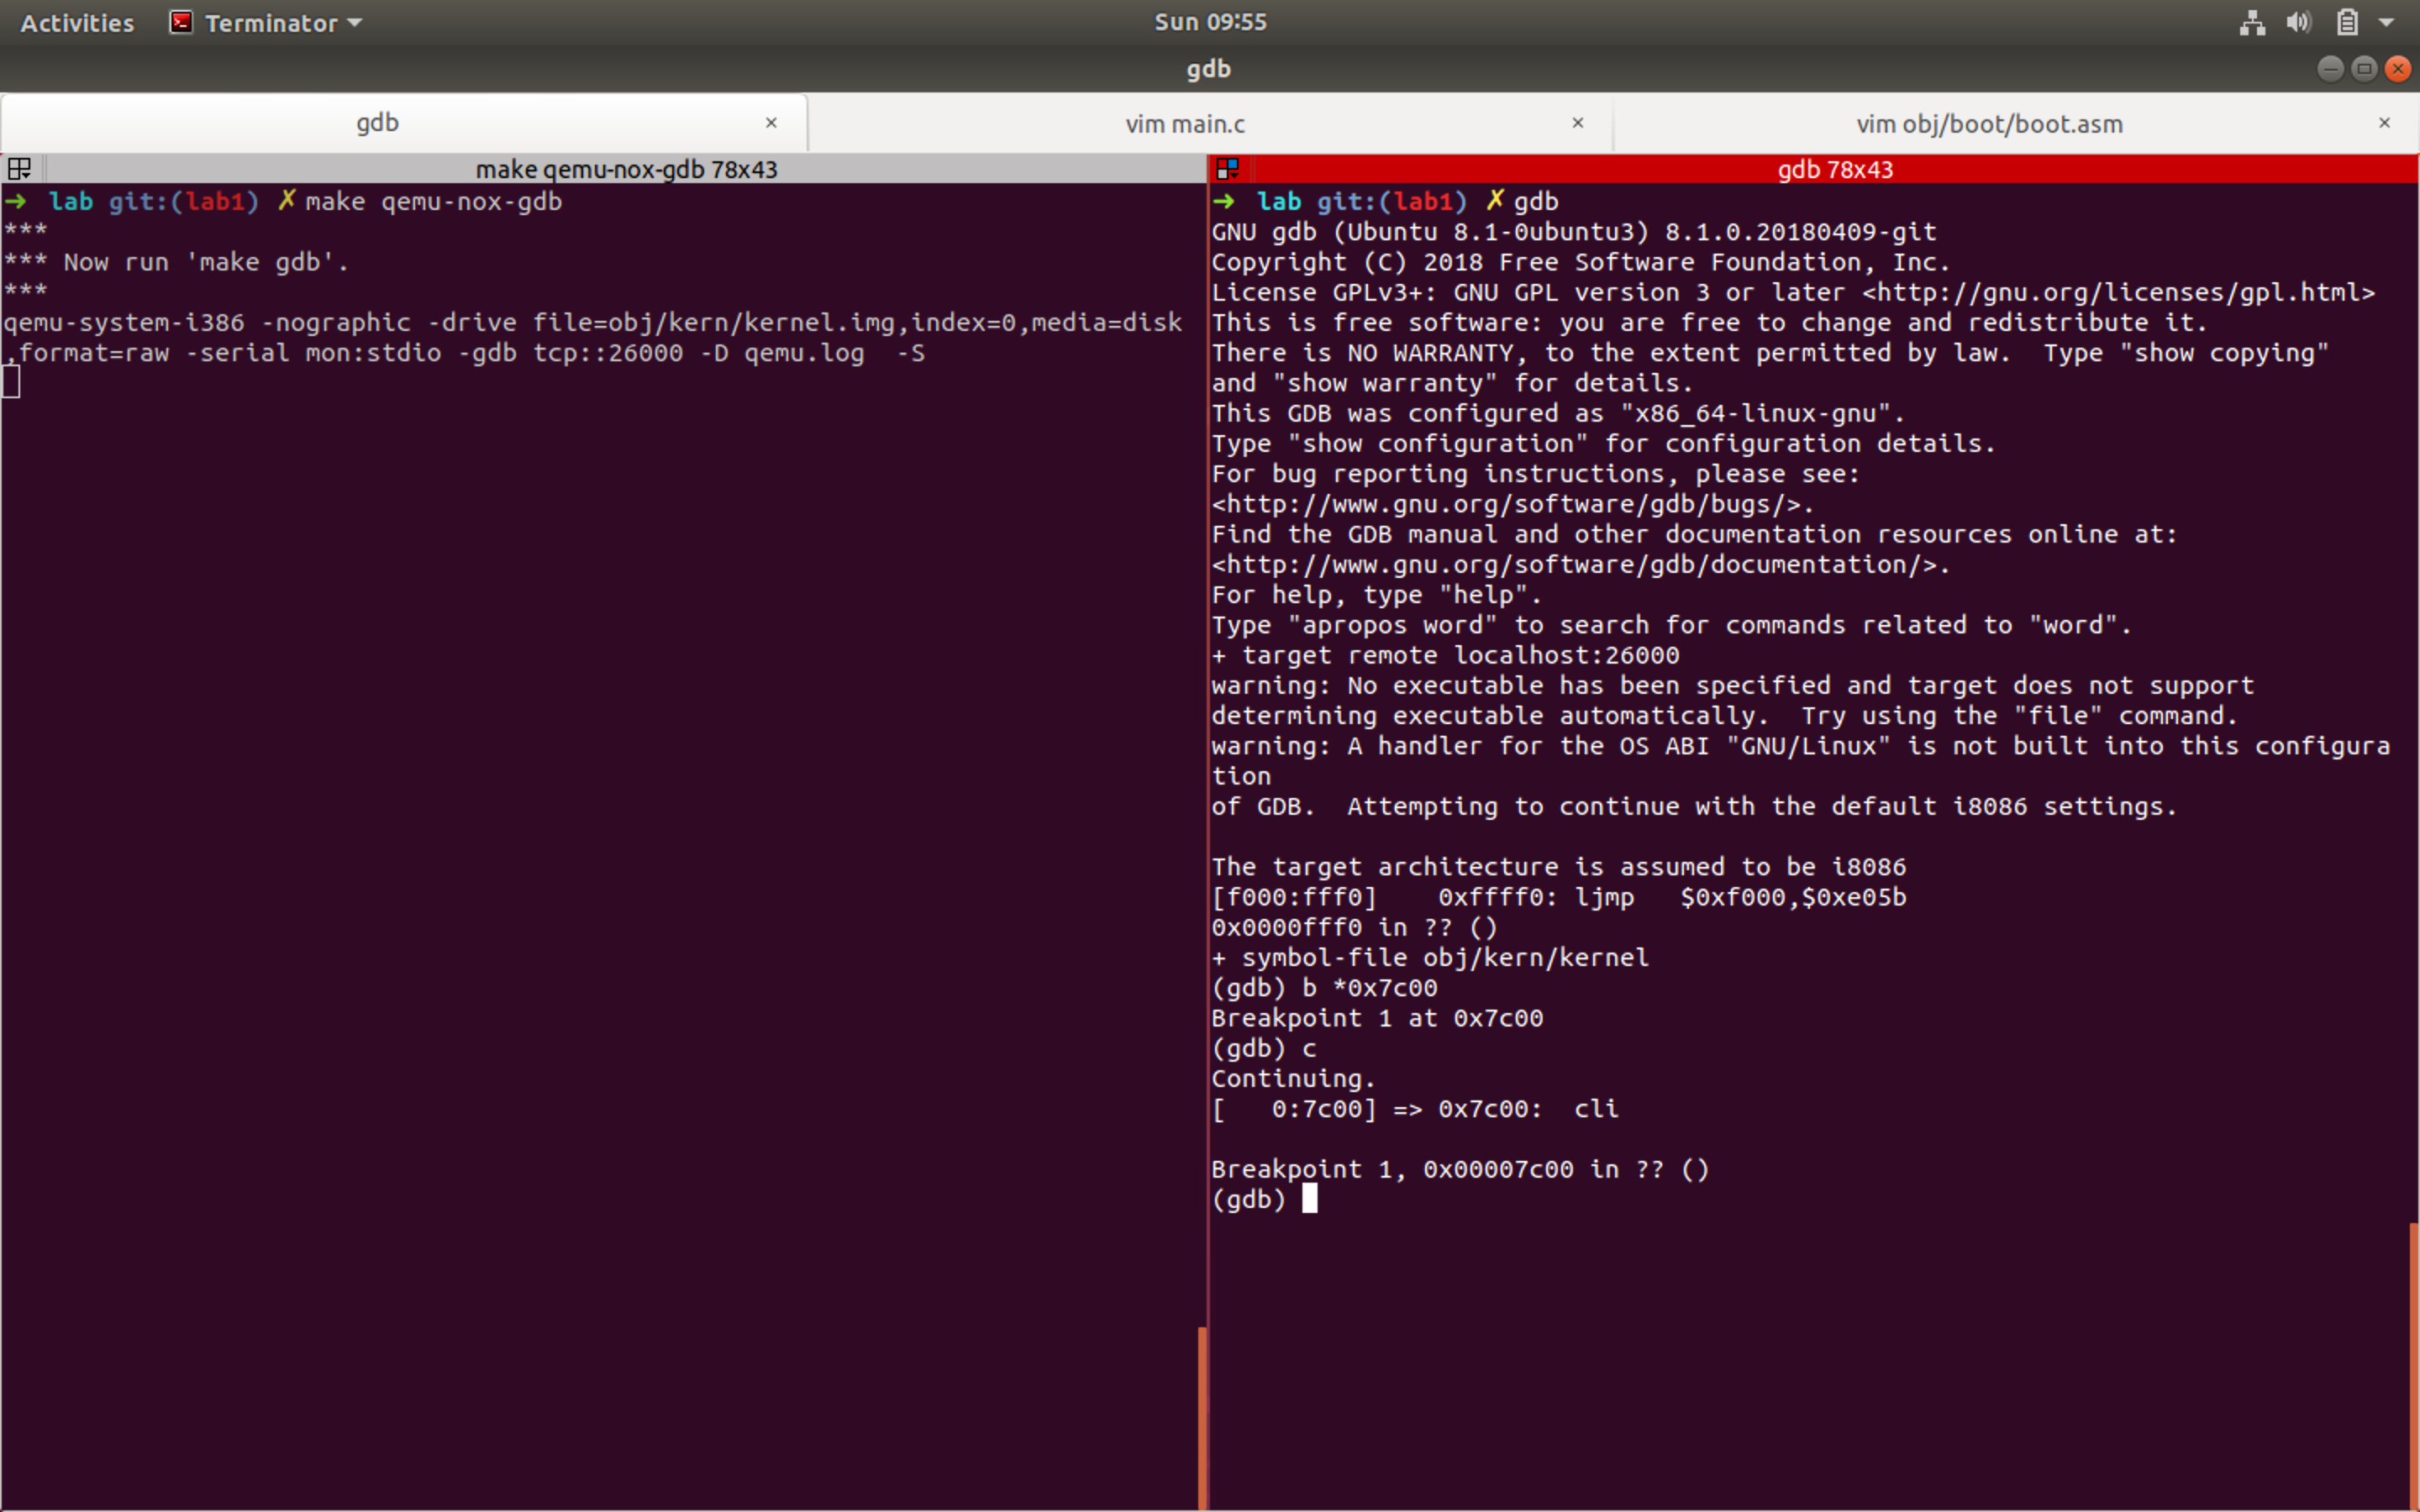 Activities Terminator Sun 09:55
gdb
gdb × vim main.c × vim obj/boot/boot.asm ×
make qemu-nox-gdb 78x43
➜ lab git:(lab1) ✗ make qemu-nox-gdb
***
*** Now run 'make gdb'.
***
qemu-system-i386 -nographic -drive file=obj/kern/kernel.img,index=0,media=disk
,format=raw -serial mon:stdio -gdb tcp::26000 -D qemu.log  -S
gdb 78x43
➜ lab git:(lab1) ✗ gdb
GNU gdb (Ubuntu 8.1-0ubuntu3) 8.1.0.20180409-git
Copyright (C) 2018 Free Software Foundation, Inc.
License GPLv3+: GNU GPL version 3 or later <http://gnu.org/licenses/gpl.html>
This is free software: you are free to change and redistribute it.
There is NO WARRANTY, to the extent permitted by law.  Type "show copying"
and "show warranty" for details.
This GDB was configured as "x86_64-linux-gnu".
Type "show configuration" for configuration details.
For bug reporting instructions, please see:
<http://www.gnu.org/software/gdb/bugs/>.
Find the GDB manual and other documentation resources online at:
<http://www.gnu.org/software/gdb/documentation/>.
For help, type "help".
Type "apropos word" to search for commands related to "word".
+ target remote localhost:26000
warning: No executable has been specified and target does not support
determining executable automatically.  Try using the "file" command.
warning: A handler for the OS ABI "GNU/Linux" is not built into this configura
tion
of GDB.  Attempting to continue with the default i8086 settings.
The target architecture is assumed to be i8086
[f000:fff0]    0xffff0: ljmp   $0xf000,$0xe05b
0x0000fff0 in ?? ()
+ symbol-file obj/kern/kernel
(gdb) b *0x7c00
Breakpoint 1 at 0x7c00
(gdb) c
Continuing.
[   0:7c00] => 0x7c00:  cli
Breakpoint 1, 0x00007c00 in ?? ()
(gdb)